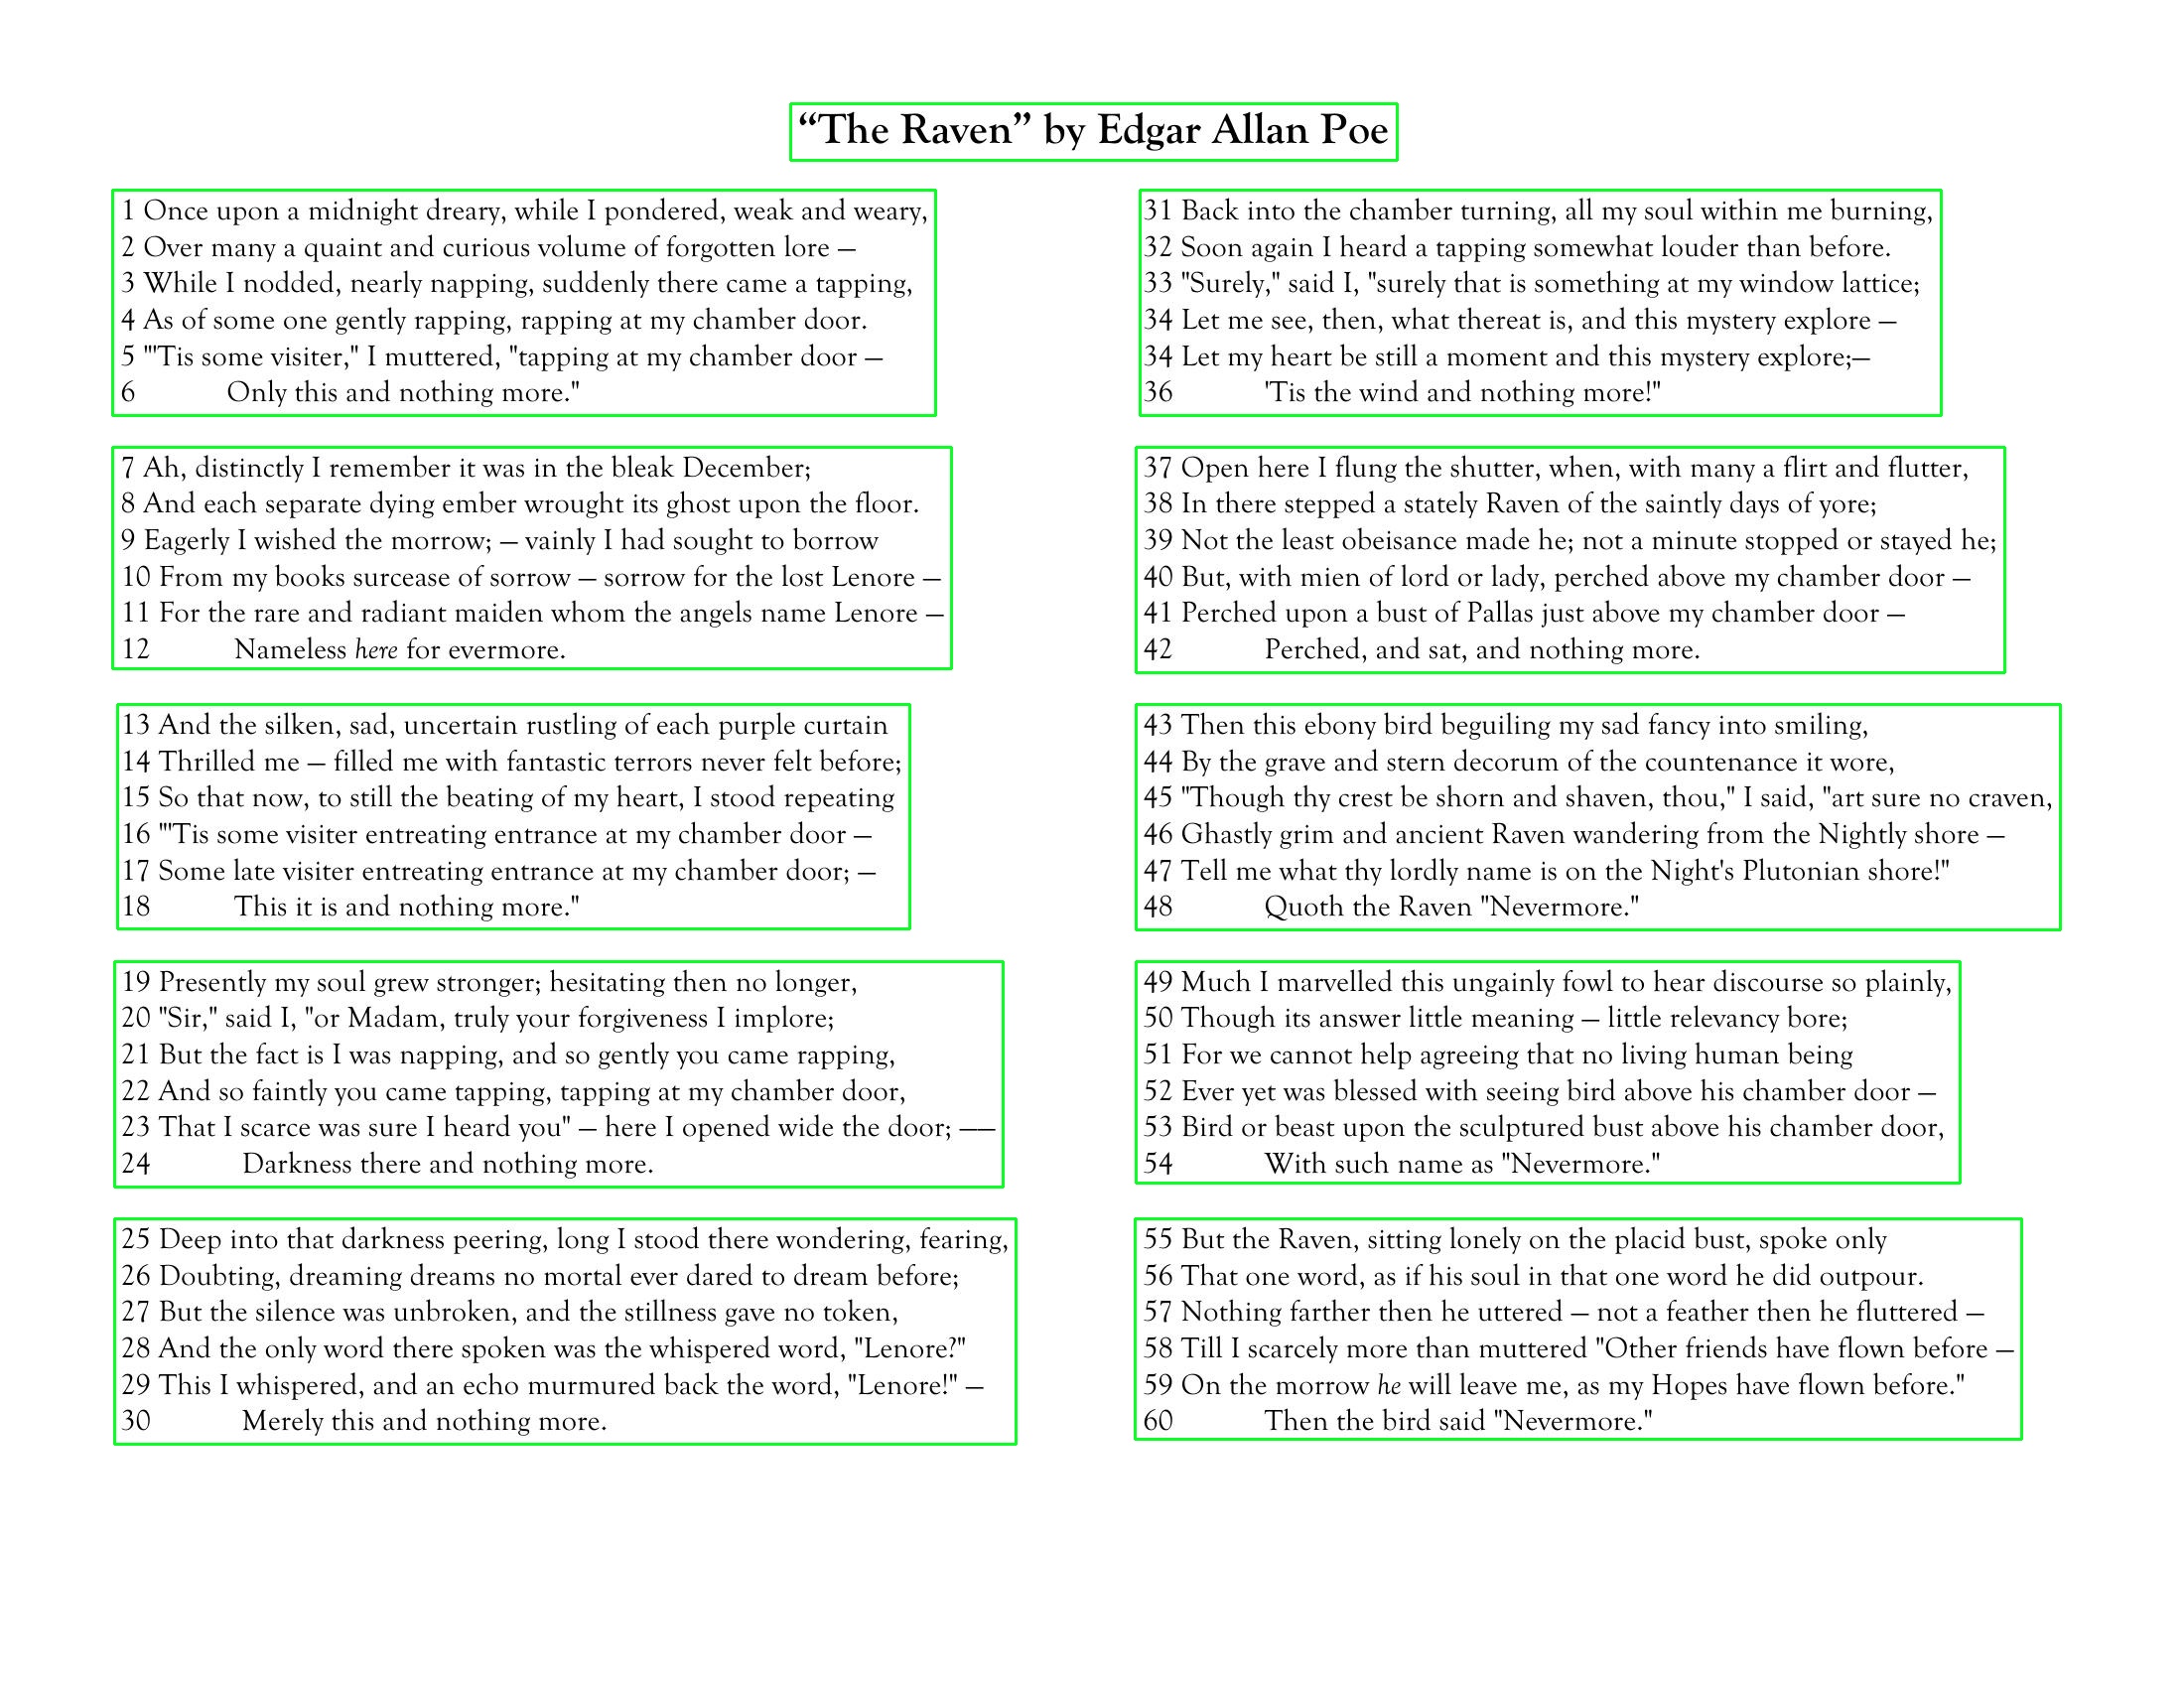 “The Raven” by Edgar Allan Poe
1 Once upon a midnight dreary, while I pondered, weak and weary,
2 Over many a quaint and curious volume of forgotten lore —
3 While I nodded, nearly napping, suddenly there came a tapping,
4 As of some one gently rapping, rapping at my chamber door.
5 "'Tis some visiter," I muttered, "tapping at my chamber door —
6 Only this and nothing more."
7 Ah, distinctly I remember it was in the bleak December;
8 And each separate dying ember wrought its ghost upon the floor.
9 Eagerly I wished the morrow; — vainly I had sought to borrow
10 From my books surcease of sorrow — sorrow for the lost Lenore —
11 For the rare and radiant maiden whom the angels name Lenore —
12 Nameless here for evermore.
13 And the silken, sad, uncertain rustling of each purple curtain
14 Thrilled me — filled me with fantastic terrors never felt before;
15 So that now, to still the beating of my heart, I stood repeating
16 "'Tis some visiter entreating entrance at my chamber door —
17 Some late visiter entreating entrance at my chamber door; —
18 This it is and nothing more."
19 Presently my soul grew stronger; hesitating then no longer,
20 "Sir," said I, "or Madam, truly your forgiveness I implore;
21 But the fact is I was napping, and so gently you came rapping,
22 And so faintly you came tapping, tapping at my chamber door,
23 That I scarce was sure I heard you" — here I opened wide the door; ——
24 Darkness there and nothing more.
25 Deep into that darkness peering, long I stood there wondering, fearing,
26 Doubting, dreaming dreams no mortal ever dared to dream before;
27 But the silence was unbroken, and the stillness gave no token,
28 And the only word there spoken was the whispered word, "Lenore?"
29 This I whispered, and an echo murmured back the word, "Lenore!" —
30 Merely this and nothing more.
31 Back into the chamber turning, all my soul within me burning,
32 Soon again I heard a tapping somewhat louder than before.
33 "Surely," said I, "surely that is something at my window lattice;
34 Let me see, then, what thereat is, and this mystery explore —
34 Let my heart be still a moment and this mystery explore;—
36 'Tis the wind and nothing more!"
37 Open here I flung the shutter, when, with many a flirt and flutter,
38 In there stepped a stately Raven of the saintly days of yore;
39 Not the least obeisance made he; not a minute stopped or stayed he;
40 But, with mien of lord or lady, perched above my chamber door —
41 Perched upon a bust of Pallas just above my chamber door —
42 Perched, and sat, and nothing more.
43 Then this ebony bird beguiling my sad fancy into smiling,
44 By the grave and stern decorum of the countenance it wore,
45 "Though thy crest be shorn and shaven, thou," I said, "art sure no craven,
46 Ghastly grim and ancient Raven wandering from the Nightly shore —
47 Tell me what thy lordly name is on the Night's Plutonian shore!"
48 Quoth the Raven "Nevermore."
49 Much I marvelled this ungainly fowl to hear discourse so plainly,
50 Though its answer little meaning — little relevancy bore;
51 For we cannot help agreeing that no living human being
52 Ever yet was blessed with seeing bird above his chamber door —
53 Bird or beast upon the sculptured bust above his chamber door,
54 With such name as "Nevermore."
55 But the Raven, sitting lonely on the placid bust, spoke only
56 That one word, as if his soul in that one word he did outpour.
57 Nothing farther then he uttered — not a feather then he fluttered —
58 Till I scarcely more than muttered "Other friends have flown before —
59 On the morrow he will leave me, as my Hopes have flown before."
60 Then the bird said "Nevermore."